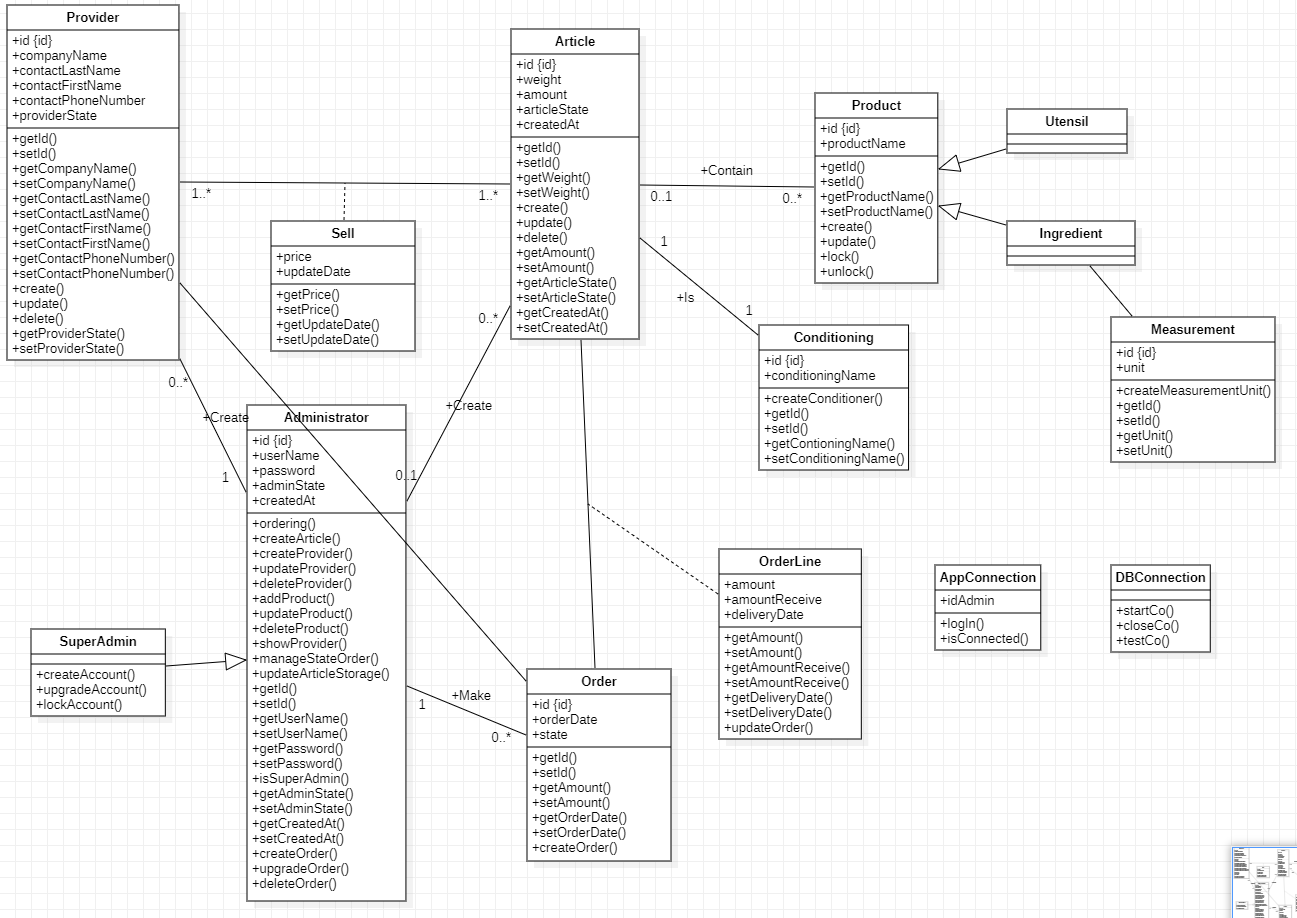 Provider
+id {id}
+companyName
+contactLastName
+contactFirstName
+contactPhoneNumber
+providerState
+getId()
+setId()
+getCompanyName()
+setCompanyName()
+getContactLastName()
+setContactLastName()
+getContactFirstName()
+setContactFirstName()
+getContactPhoneNumber()
+setContactPhoneNumber()
+create()
+update()
+delete()
+getProviderState()
+setProviderState()
1..*
1..*
Sell
+price
+updateDate
+getPrice()
+setPrice()
+getUpdateDate()
+setUpdateDate()
Article
+id {id}
+weight
+amount
+articleState
+createdAt
+getId()
+setId()
+getWeight()
+setWeight()
+create()
+update()
+delete()
+getAmount()
+setAmount()
+getArticleState()
+setArticleState()
+getCreatedAt()
+setCreatedAt()
+Contain
0..1
0..*
Product
+id {id}
+productName
+getId()
+setId()
+getProductName()
+setProductName()
+create()
+update()
+lock()
+unlock()
Utensil
Ingredient
1
+Is
1
Conditioning
+id {id}
+conditioningName
+createConditioner()
+getId()
+setId()
+getContioningName()
+setConditioningName()
Measurement
+id {id}
+unit
+createMeasurementUnit()
+getId()
+setId()
+getUnit()
+setUnit()
0..*
+Create
1
0..*
+Create
0..1
Administrator
+id {id}
+userName
+password
+adminState
+createdAt
+ordering()
+createArticle()
+createProvider()
+updateProvider()
+deleteProvider()
+addProduct()
+updateProduct()
+deleteProduct()
+showProvider()
+manageStateOrder()
+updateArticleStorage()
+getId()
+setId()
+getUserName()
+setUserName()
+getPassword()
+setPassword()
+isSuperAdmin()
+getAdminState()
+setAdminState()
+getCreatedAt()
+setCreatedAt()
+createOrder()
+upgradeOrder()
+deleteOrder()
SuperAdmin
+createAccount()
+upgradeAccount()
+lockAccount()
+Make
1
0..*
Order
+id {id}
+orderDate
+state
+getId()
+setId()
+getAmount()
+setAmount()
+getOrderDate()
+setOrderDate()
+createOrder()
OrderLine
+amount
+amountReceive
+deliveryDate
+getAmount()
+setAmount()
+getAmountReceive()
+setAmountReceive()
+getDeliveryDate()
+setDeliveryDate()
+updateOrder()
AppConnection
+idAdmin
+logIn()
+isConnected()
DBConnection
+startCo()
+closeCo()
+testCo()